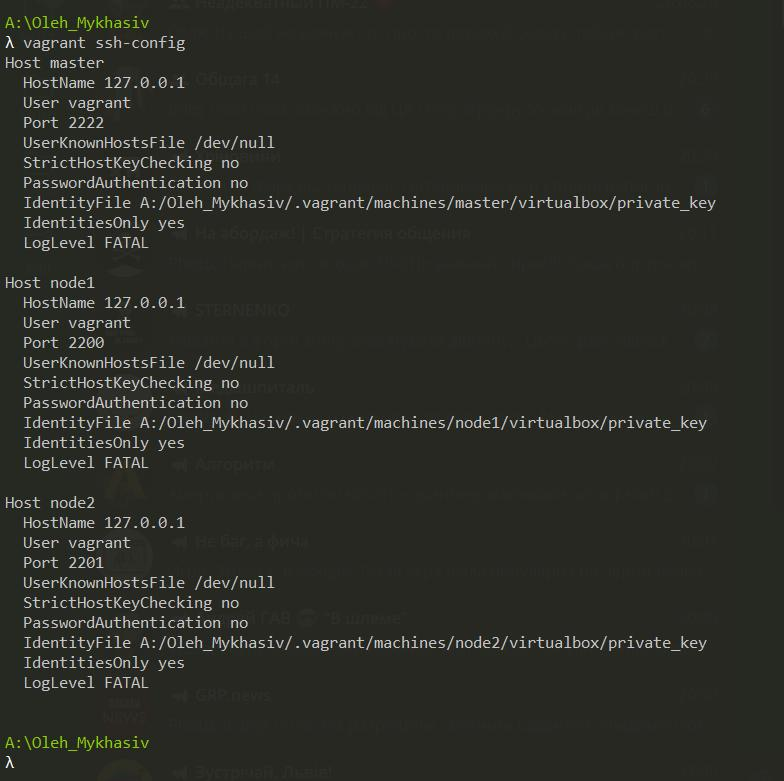 A:\Oleh_Mykhasiv
λ vagrant ssh-config
Host master
  HostName 127.0.0.1
  User vagrant
  Port 2222
  UserKnownHostsFile /dev/null
  StrictHostKeyChecking no
  PasswordAuthentication no
  IdentityFile A:/Oleh_Mykhasiv/.vagrant/machines/master/virtualbox/private_key
  IdentitiesOnly yes
  LogLevel FATAL

Host node1
  HostName 127.0.0.1
  User vagrant
  Port 2200
  UserKnownHostsFile /dev/null
  StrictHostKeyChecking no
  PasswordAuthentication no
  IdentityFile A:/Oleh_Mykhasiv/.vagrant/machines/node1/virtualbox/private_key
  IdentitiesOnly yes
  LogLevel FATAL

Host node2
  HostName 127.0.0.1
  User vagrant
  Port 2201
  UserKnownHostsFile /dev/null
  StrictHostKeyChecking no
  PasswordAuthentication no
  IdentityFile A:/Oleh_Mykhasiv/.vagrant/machines/node2/virtualbox/private_key
  IdentitiesOnly yes
  LogLevel FATAL

A:\Oleh_Mykhasiv
λ